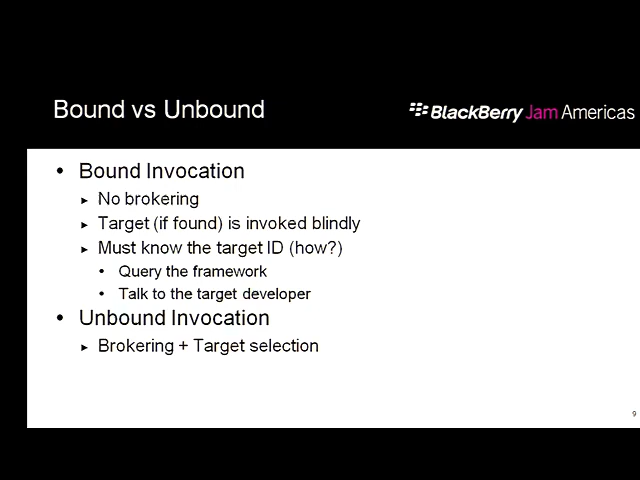 Bound vs Unbound
BlackBerry Jam Americas
• Bound Invocation
► No brokering
► Target (if found) is invoked blindly
► Must know the target ID (how?)
• Query the framework
• Talk to the target developer
• Unbound Invocation
► Brokering + Target selection
9